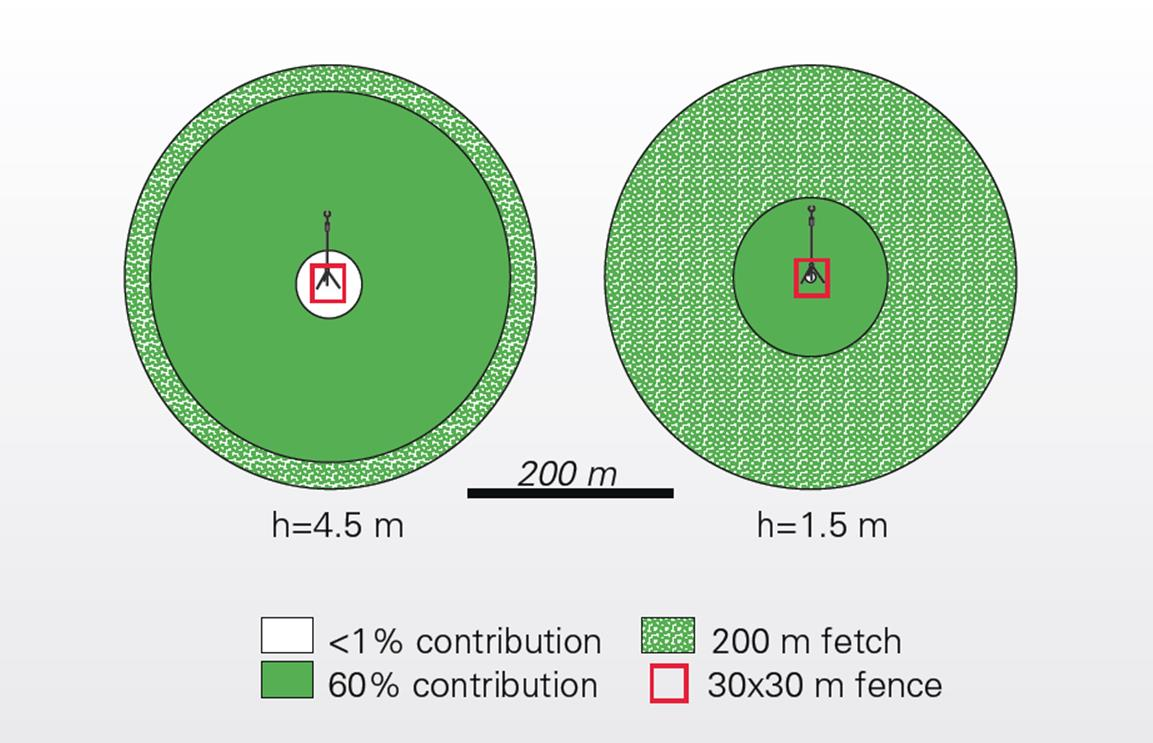 200 m
h=4.5 m
h=1.5 m
<1% contribution
200 m fetch
60% contribution
30x30 m fence